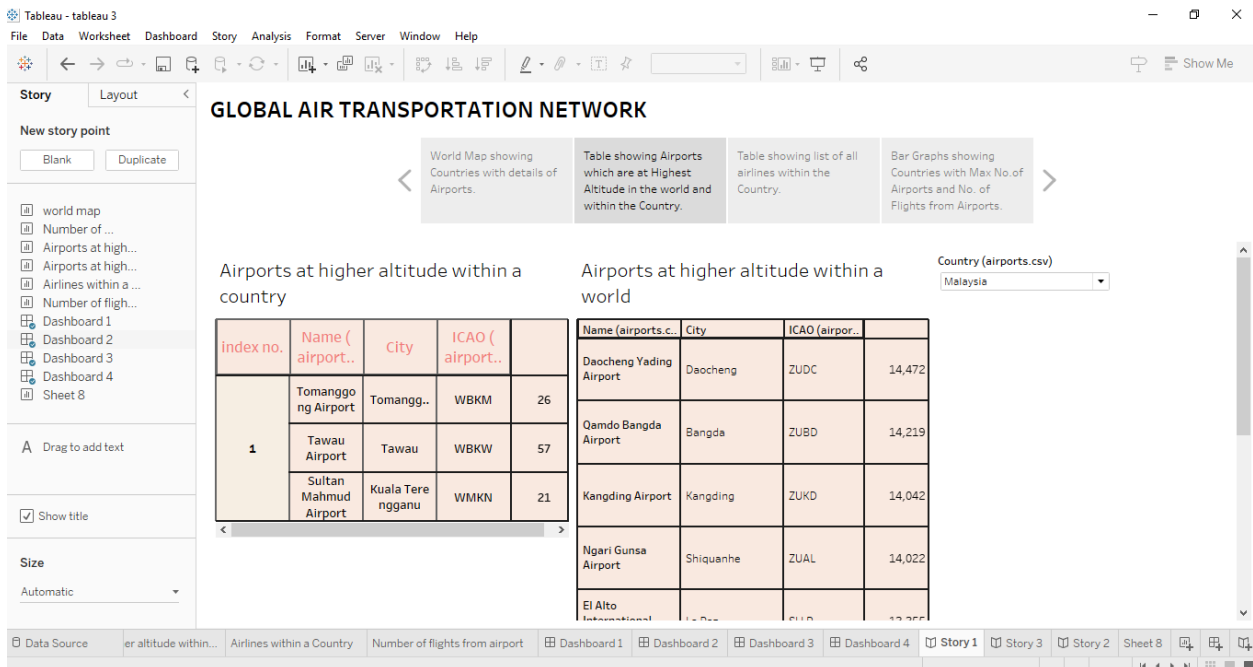 Tableau - tableau 3
File Data Worksheet Dashboard Story Analysis Format Server Window Help
Show Me
Story Layout
New story point
Blank Duplicate
world map
Number of ...
Airports at high...
Airports at high...
Airlines within a ...
Number of fligh...
Dashboard 1
Dashboard 2
Dashboard 3
Dashboard 4
Sheet 8
A Drag to add text
Show title
Size
Automatic
GLOBAL AIR TRANSPORTATION NETWORK
World Map showing
Countries with details of
Airports.
Table showing Airports
which are at Highest
Altitude in the world and
within the Country.
Table showing list of all
airlines within the
Country.
Bar Graphs showing
Countries with Max No.of
Airports and No. of
Flights from Airports.
Airports at higher altitude within a
country
index no. Name ( airport.. City ICAO ( airport..
1
Tomanggo ng Airport Tomangg.. WBKM 26
Tawau Airport Tawau WBKW 57
Sultan Mahmud Airport Kuala Tere ngganu WMKN 21
Airports at higher altitude within a
world
Name (airports.c.. City ICAO (airpor..
Daocheng Yading Airport Daocheng ZUDC 14,472
Qamdo Bangda Airport Bangda ZUBD 14,219
Kangding Airport Kangding ZUKD 14,042
Ngari Gunsa Airport Shiquanhe ZUAL 14,022
El Alto
Country (airports.csv)
Malaysia
Data Source er altitude within... Airlines within a Country Number of flights from airport Dashboard 1 Dashboard 2 Dashboard 3 Dashboard 4 Story 1 Story 3 Story 2 Sheet 8